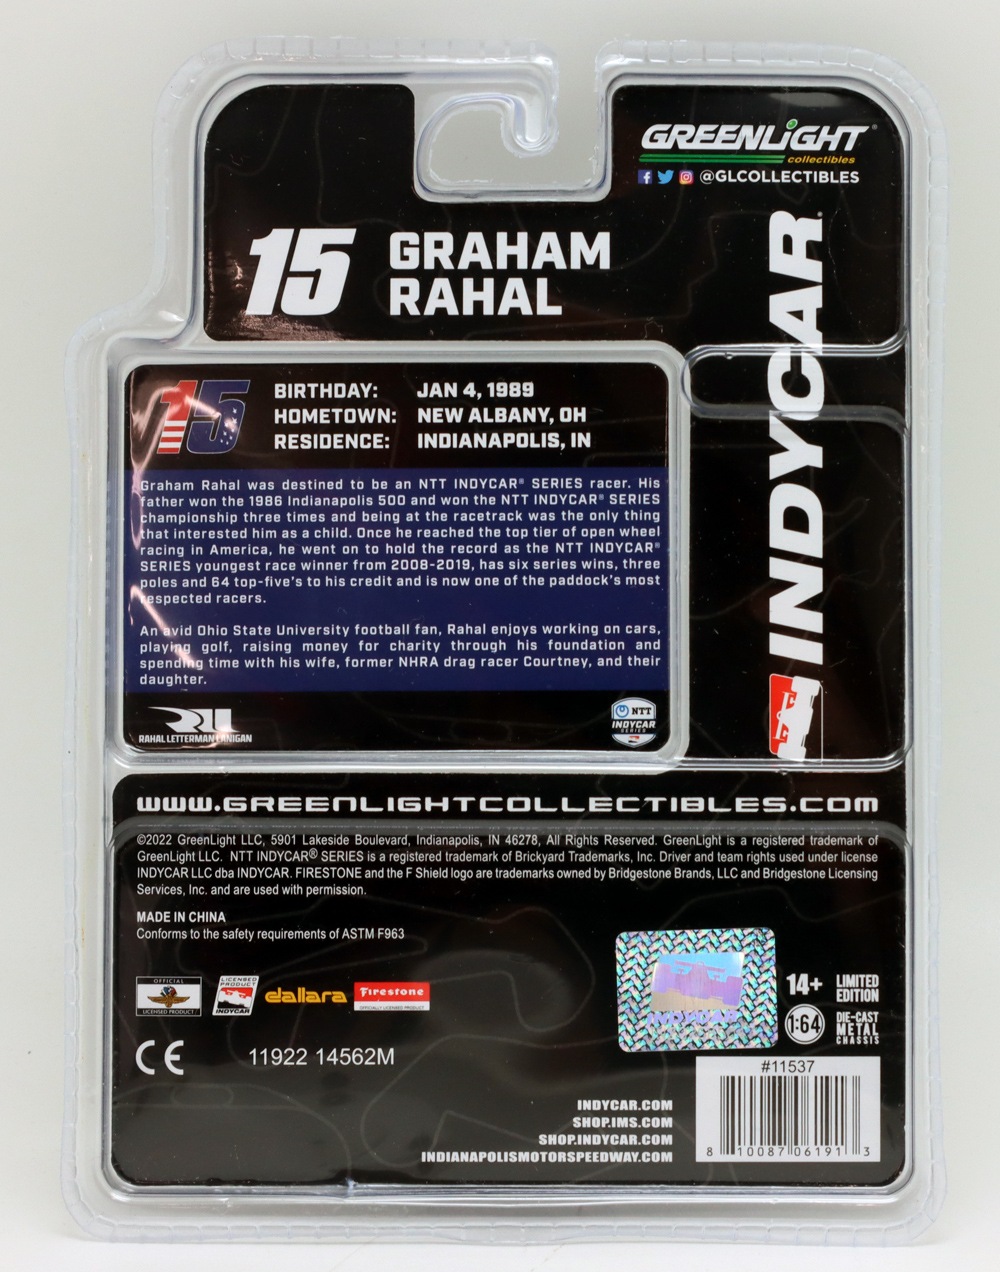 GREENLiGHT®
collectibles
@GLCOLLECTIBLES
15 GRAHAM
RAHAL
INDYCAR®
15
BIRTHDAY: JAN 4, 1989
HOMETOWN: NEW ALBANY, OH
RESIDENCE: INDIANAPOLIS, IN
Graham Rahal was destined to be an NTT INDYCAR® SERIES racer. His
father won the 1986 Indianapolis 500 and won the NTT INDYCAR® SERIES
championship three times and being at the racetrack was the only thing
that interested him as a child. Once he reached the top tier of open wheel
racing in America, he went on to hold the record as the NTT INDYCAR®
SERIES youngest race winner from 2008-2019, has six series wins, three
poles and 64 top-five's to his credit and is now one of the paddock's most
respected racers.
An avid Ohio State University football fan, Rahal enjoys working on cars,
playing golf, raising money for charity through his foundation and
spending time with his wife, former NHRA drag racer Courtney, and their
daughter.
RLL
RAHAL LETTERMAN LANIGAN
NTT
INDYCAR
SERIES
www.GREENLIGHTCOLLECTIBLES.com
©2022 GreenLight LLC, 5901 Lakeside Boulevard, Indianapolis, IN 46278, All Rights Reserved. GreenLight is a registered trademark of
GreenLight LLC. NTT INDYCAR® SERIES is a registered trademark of Brickyard Trademarks, Inc. Driver and team rights used under license
INDYCAR LLC dba INDYCAR. FIRESTONE and the F Shield logo are trademarks owned by Bridgestone Brands, LLC and Bridgestone Licensing
Services, Inc. and are used with permission.
MADE IN CHINA
Conforms to the safety requirements of ASTM F963
OFFICIAL
LICENSED PRODUCT
LICENSED
PRODUCT
INDYCAR
dallara
Firestone
OFFICIALLY LICENSED PRODUCT
INDYCAR
14+ LIMITED
EDITION
1:64 DIE-CAST
METAL
CHASSIS
CE 11922 14562M
#11537
8 10087 06191 3
INDYCAR.COM
SHOP.IMS.COM
SHOP.INDYCAR.COM
INDIANAPOLISMOTORSPEEDWAY.COM